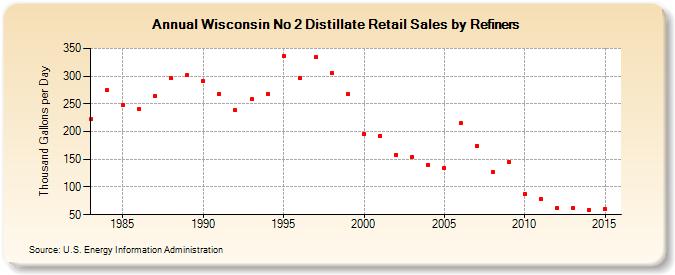 Annual Wisconsin No 2 Distillate Retail Sales by Refiners
Thousand Gallons per Day
350
300
250
200
150
100
50
1985 1990 1995 2000 2005 2010 2015
Source: U.S. Energy Information Administration